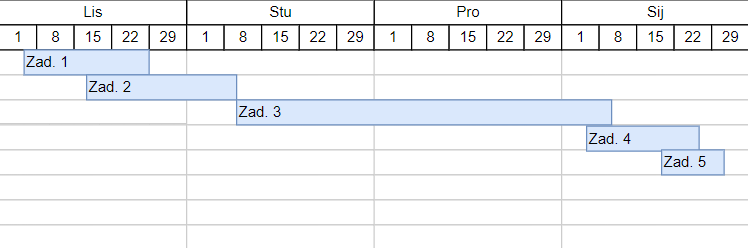 Lis Stu Pro Sij
1 8 15 22 29 1 8 15 22 29 1 8 15 22 29 1 8 15 22 29
Zad. 1
Zad. 2
Zad. 3
Zad. 4
Zad. 5